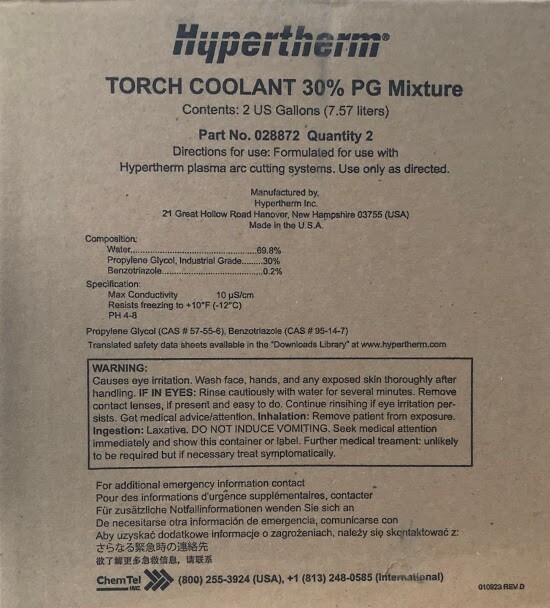 Hypertherm®
TORCH COOLANT 30% PG Mixture
Contents: 2 US Gallons (7.57 liters)
Part No. 028872 Quantity 2
Directions for use: Formulated for use with
Hypertherm plasma arc cutting systems. Use only as directed.
Manufactured by,
Hypertherm Inc.
21 Great Hollow Road Hanover, New Hampshire 03755 (USA)
Made in the U.S.A.
Composition:
Water..............................................69.8%
Propylene Glycol, Industrial Grade.......30%
Benzotriazole.................................0.2%
Specification:
Max Conductivity 10 µS/cm
Resists freezing to +10°F (-12°C)
PH 4-8
Propylene Glycol (CAS # 57-55-6), Benzotriazole (CAS # 95-14-7)
Translated safety data sheets available in the "Downloads Library" at www.hypertherm.com
WARNING:
Causes eye irritation. Wash face, hands, and any exposed skin thoroughly after
handling. IF IN EYES: Rinse cautiously with water for several minutes. Remove
contact lenses, if present and easy to do. Continue rinsihing if eye irritation per-
sists. Get medical advice/attention. Inhalation: Remove patient from exposure.
Ingestion: Laxative. DO NOT INDUCE VOMITING. Seek medical attention
immediately and show this container or label. Further medical treament: unlikely
to be required but if necessary treat symptomatically.
For additional emergency information contact
Pour des informations d'urgence supplémentaires, contacter
Für zusätzliche Notfallinformationen wenden Sie sich an
De necesitarse otra información de emergencia, comunicarse con
Aby uzyskać dodatkowe informacje o zagrożeniach, należy się skontaktować z:
さらなる緊急時の連絡先
欲了解更多急救信息，请联系
ChemTel INC. (800) 255-3924 (USA), +1 (813) 248-0585 (International)
010923 REV D